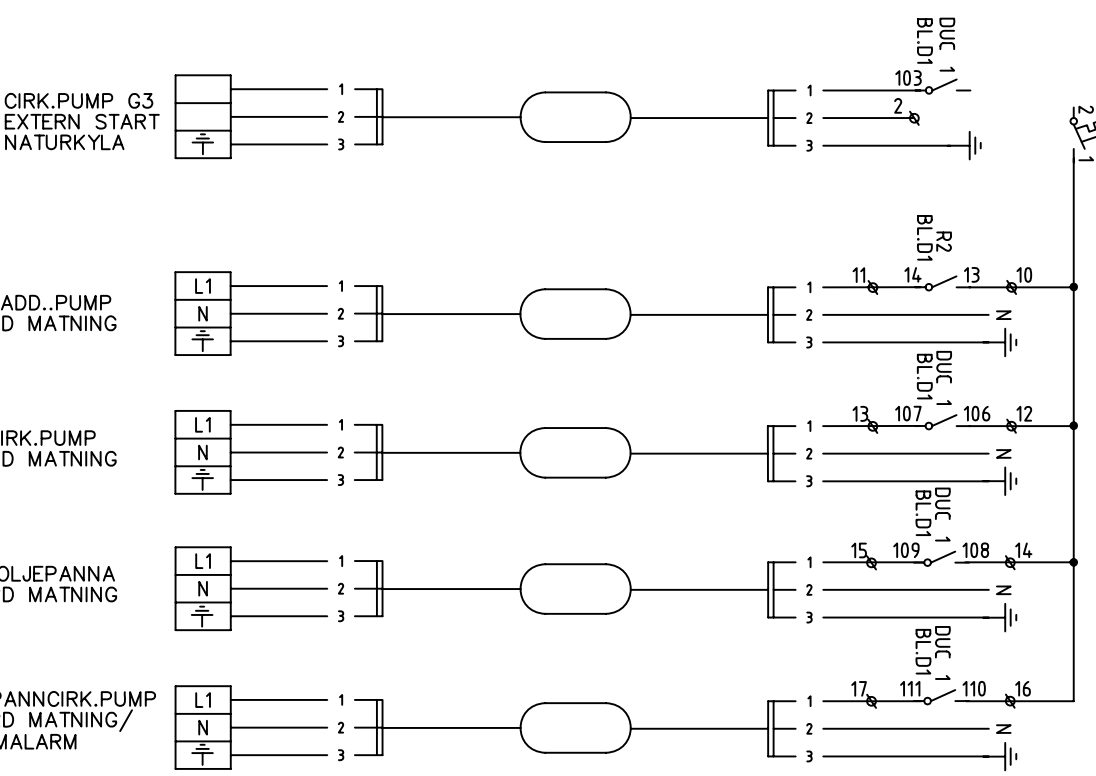 DUC 1
BL.D1
CIRK.PUMP G3
EXTERN START
NATURKYLA
1 1 103
2 2 2
3 3
2 1
R2
BL.D1
ADD..PUMP
D MATNING
L1 1 1 11 14 13 10
N 2 2 N
3 3
DUC 1
BL.D1
IRK.PUMP
D MATNING
L1 1 1 13 107 106 12
N 2 2 N
3 3
DUC 1
BL.D1
OLJEPANNA
D MATNING
L1 1 1 15 109 108 14
N 2 2 N
3 3
DUC 1
BL.D1
PANNCIRK.PUMP
D MATNING/
MALARM
L1 1 1 17 111 110 16
N 2 2 N
3 3